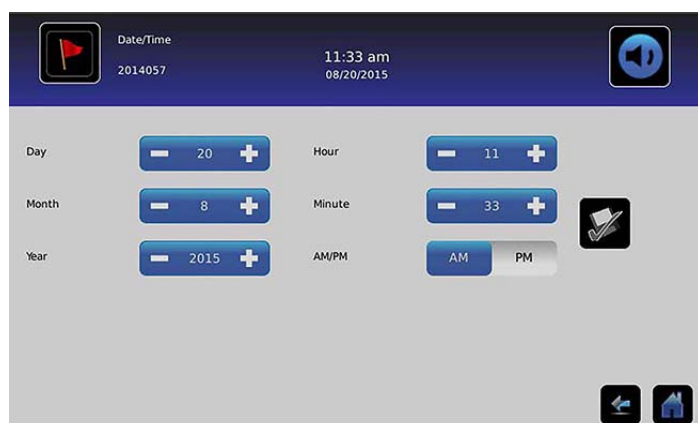 Date/Time
2014057
11:33 am
08/20/2015
Day
20
Hour
11
Month
8
Minute
33
Year
2015
AM/PM
AM
PM